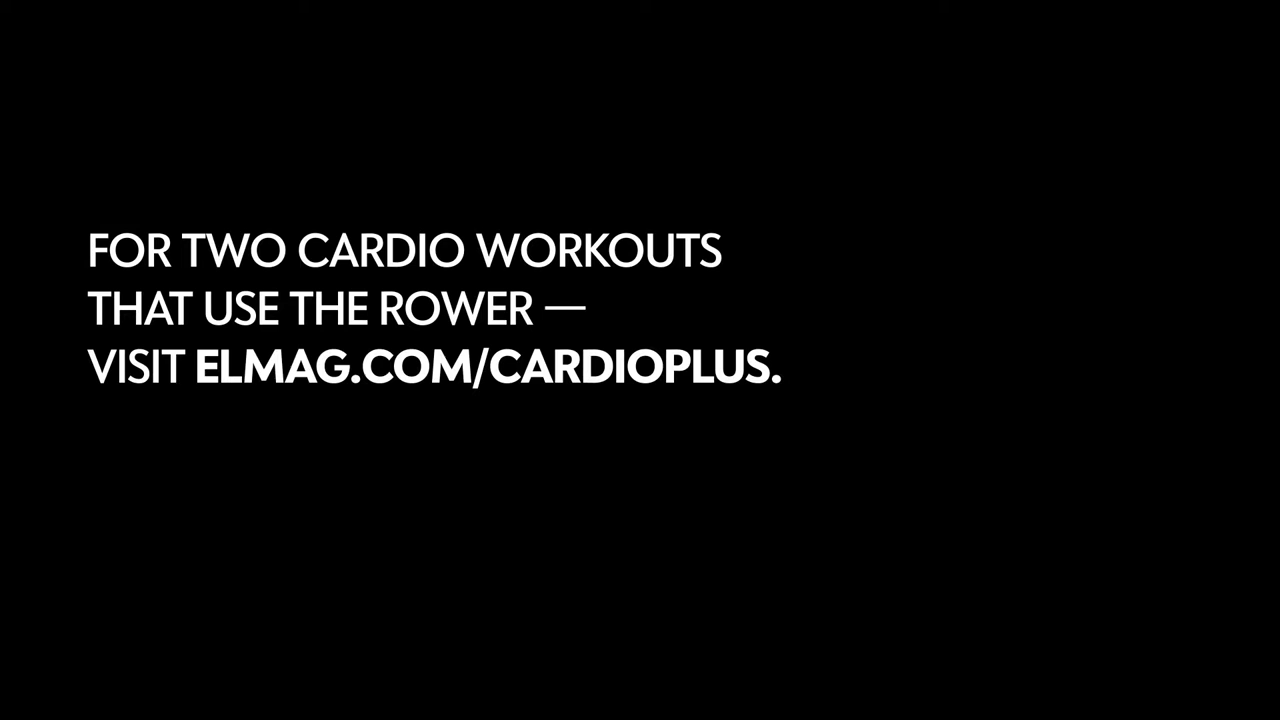 FOR TWO CARDIO WORKOUTS
THAT USE THE ROWER —
VISIT ELMAG.COM/CARDIOPLUS.